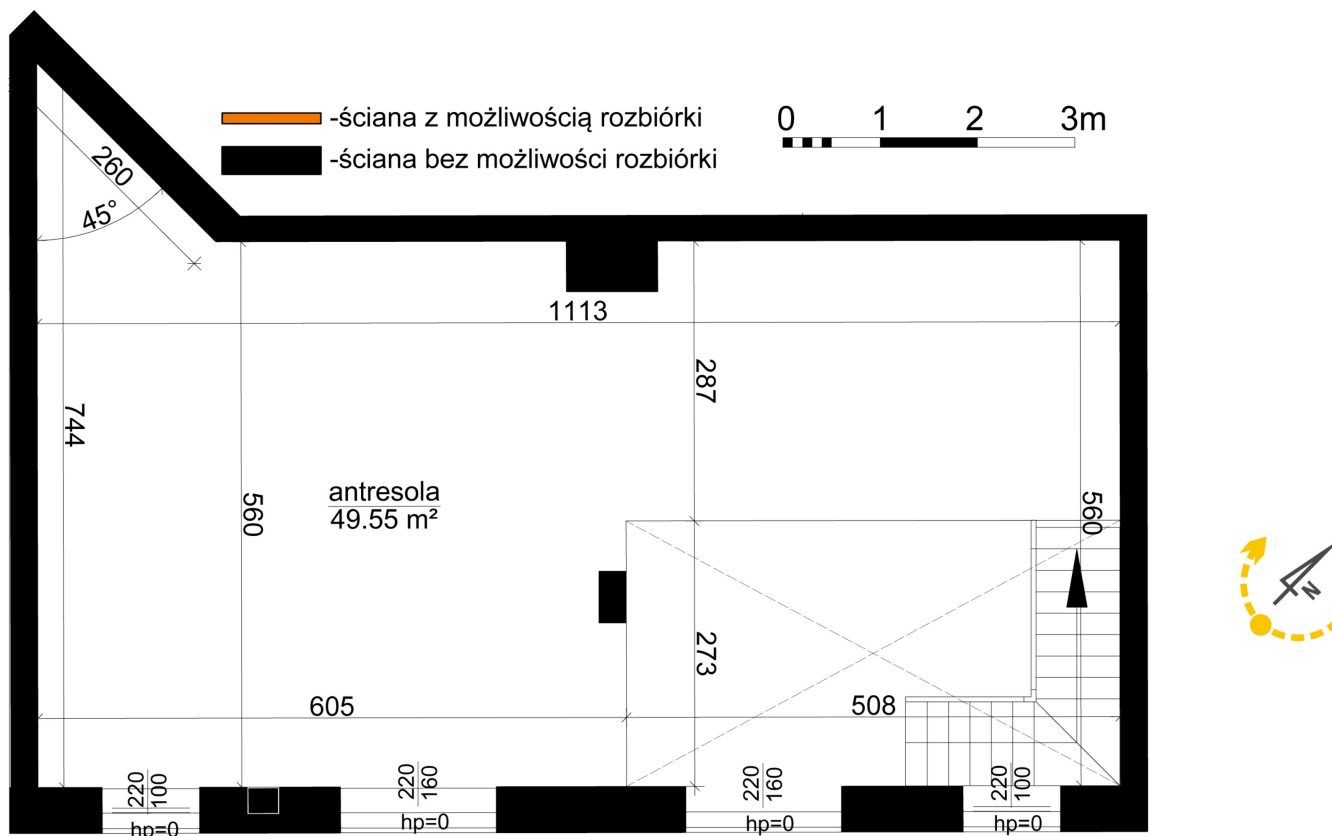 -ściana z możliwością rozbiórki
-ściana bez możliwości rozbiórki
0 1 2 3m
260
45°
1113
287
744
560
antresola
49.55 m²
560
273
605
508
220
100
hp=0
220
160
hp=0
220
160
hp=0
220
100
hp=0
N